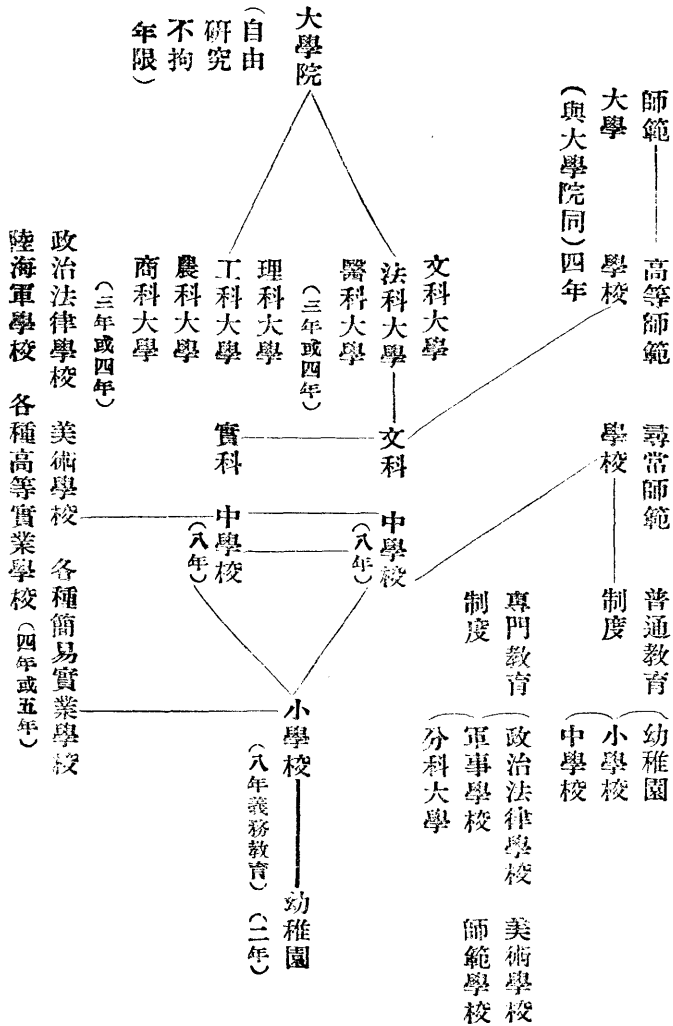 師範
大學
(與大學院同)四年
高等師範
學校
尋常師範
學校
普通教育
制度
幼稚園
小學校
中學校
專門教育
制度
政治法律學校
軍事學校
分科大學
美術學校
師範學校
大學院
(自由
研究
不拘
年限)
文科大學
法科大學
醫科大學
(三年或四年)
理科大學
工科大學
農科大學
商科大學
(三年或四年)
文科
實科
中學校
(八年)
中學校
(八年)
小學校
(八年義務教育)
幼稚園
(二年)
政治法律學校
美術學校
各種簡易實業學校
陸海軍學校
各種高等實業學校
(四年或五年)